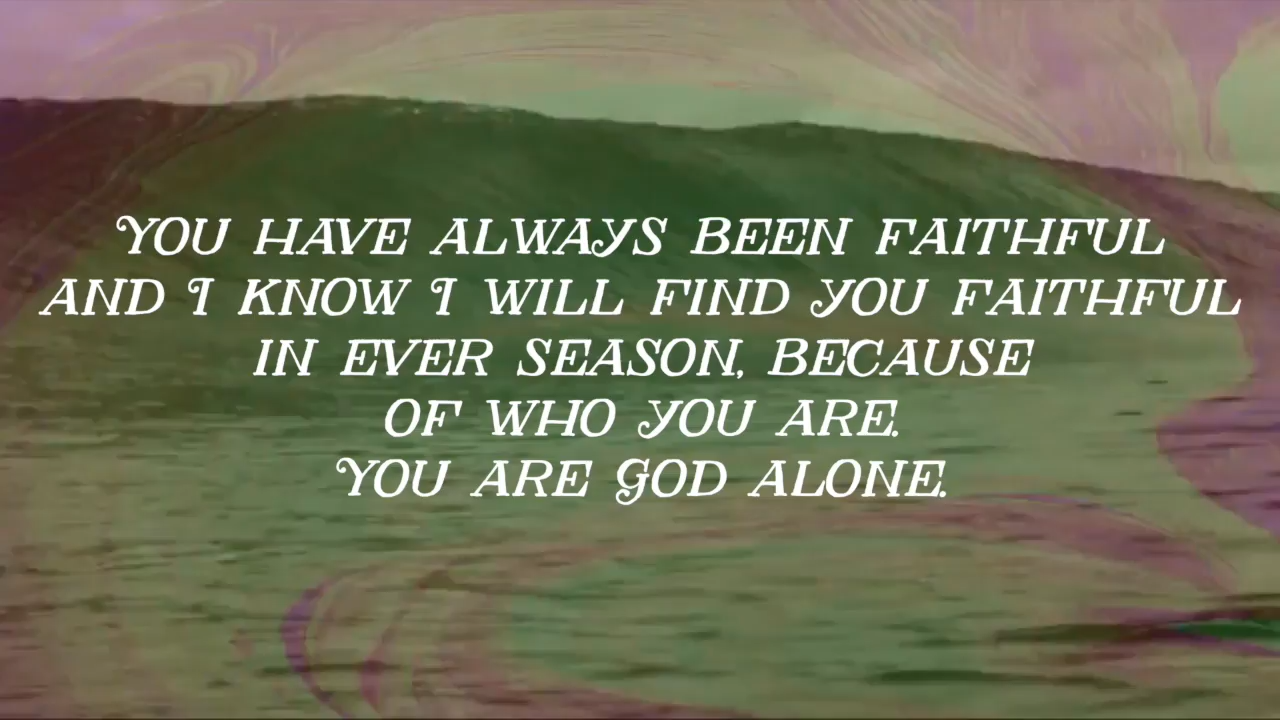 YOU HAVE ALWAYS BEEN FAITHFUL
AND I KNOW I WILL FIND YOU FAITHFUL
IN EVER SEASON, BECAUSE
OF WHO YOU ARE.
YOU ARE GOD ALONE.